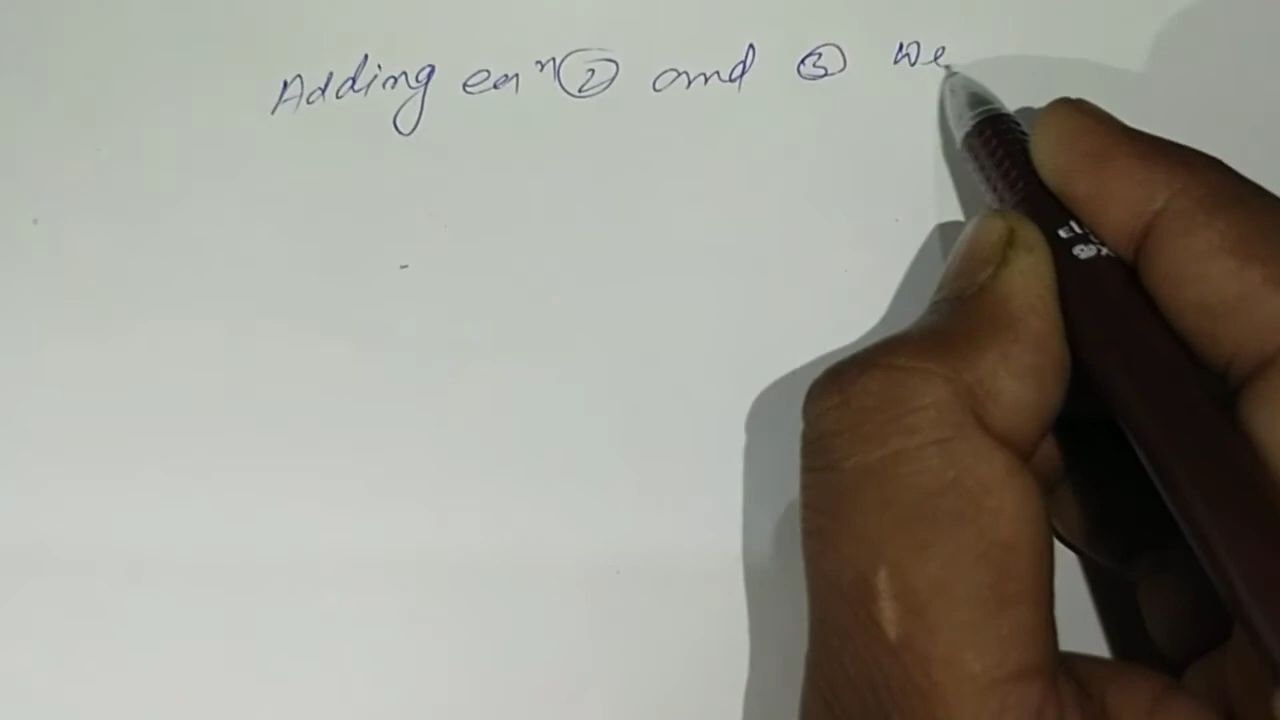 Adding eqⁿ ② and ③ we